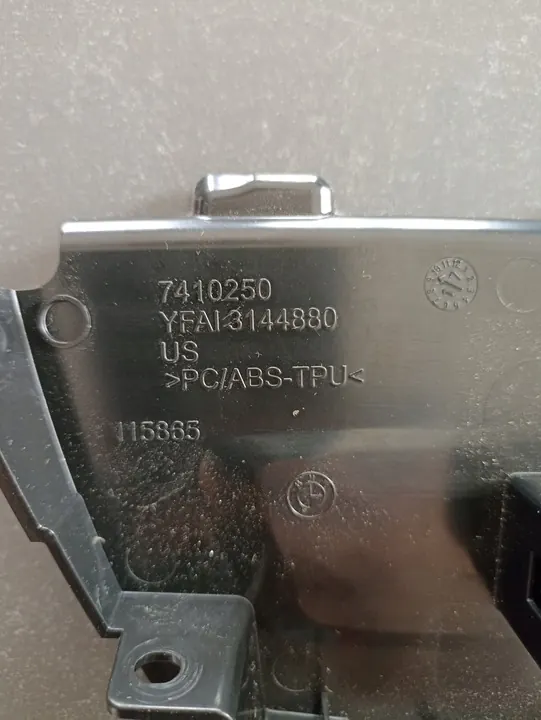 7410250
YFAI 3144880
US
>PC/ABS-TPU<
115865